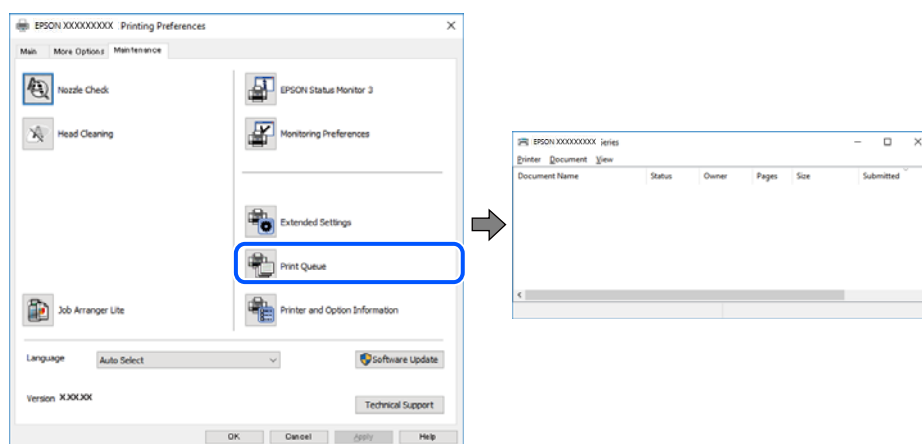 EPSON XXXXXXXXX Printing Preferences
Main More Options Maintenance
Nozzle Check
EPSON Status Monitor 3
Head Cleaning
Monitoring Preferences
Extended Settings
Print Queue
Job Arranger Lite
Printer and Option Information
Language
Auto Select
Software Update
Version X.XX.XX
Technical Support
OK Cancel Apply Help
EPSON XXXXXXXXX
Printer Document View
Document Name Status Owner Pages Size Submitted